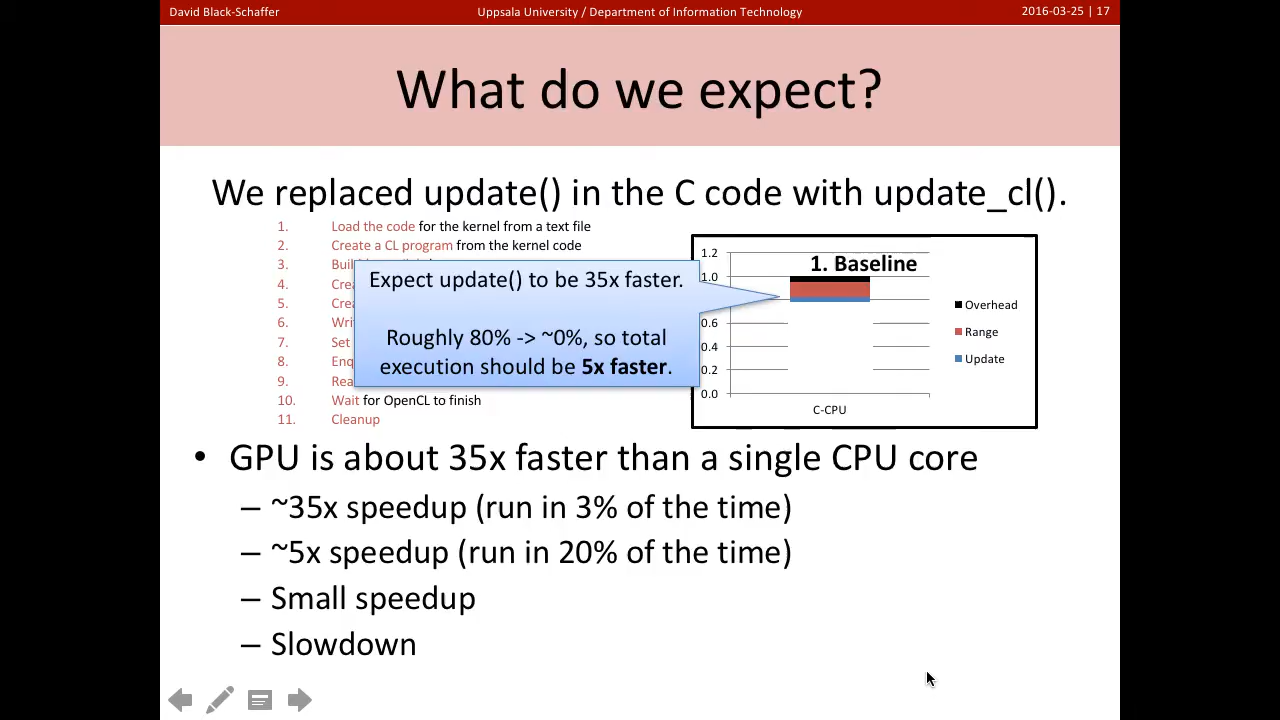 David Black-Schaffer
Uppsala University / Department of Information Technology
2016-03-25 | 17
What do we expect?
We replaced update() in the C code with update_cl().
1. Load the code for the kernel from a text file
2. Create a CL program from the kernel code
3.
4.
5.
6.
7. Set
8.
9.
10. Wait for OpenCL to finish
11. Cleanup
Expect update() to be 35x faster.
Roughly 80% -> ~0%, so total
execution should be 5x faster.
1. Baseline
1.2
1.0
0.6
0.4
0.2
0.0
C-CPU
Overhead
Range
Update
• GPU is about 35x faster than a single CPU core
– ~35x speedup (run in 3% of the time)
– ~5x speedup (run in 20% of the time)
– Small speedup
– Slowdown